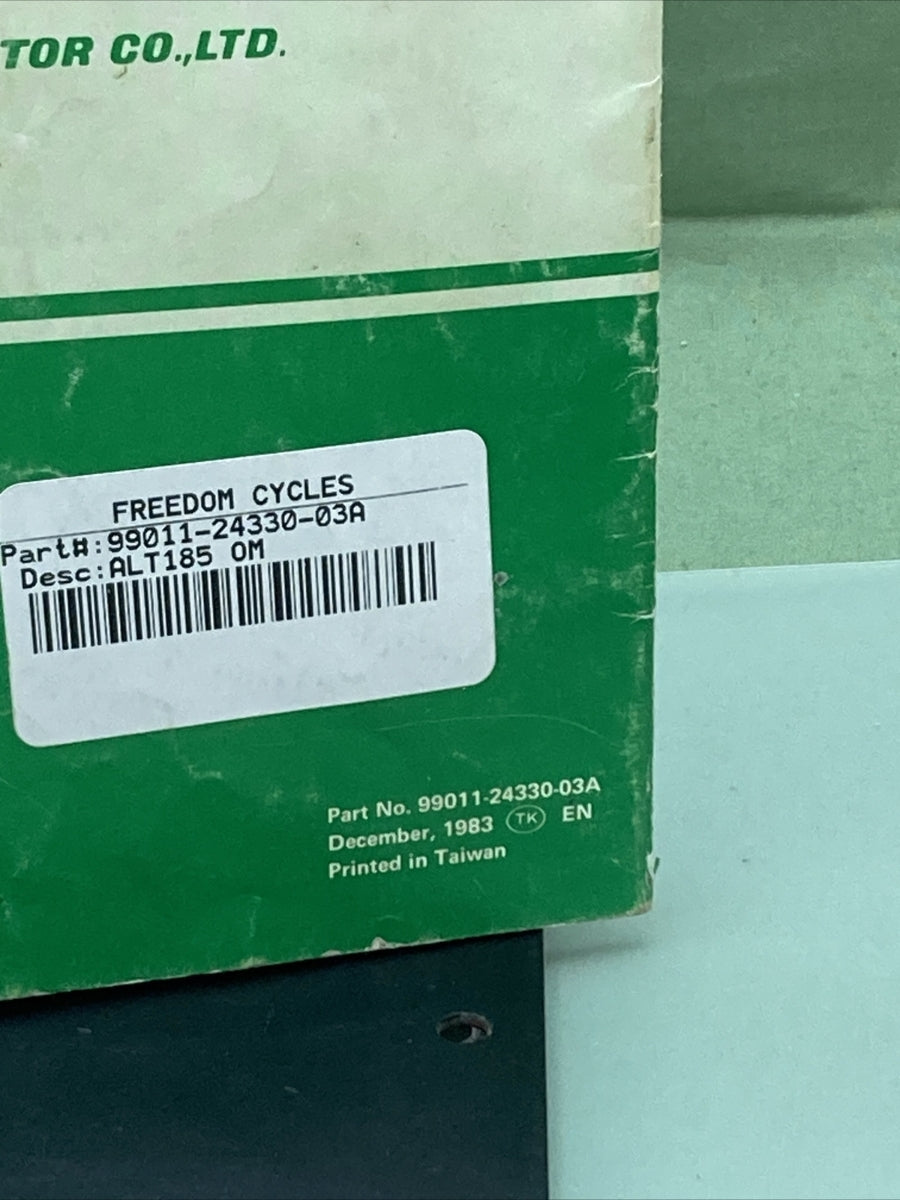 TOR CO.,LTD.
FREEDOM CYCLES
Part#:99011-24330-03A
Desc:ALT185 OM
Part No. 99011-24330-03A
December, 1983 TK EN
Printed in Taiwan